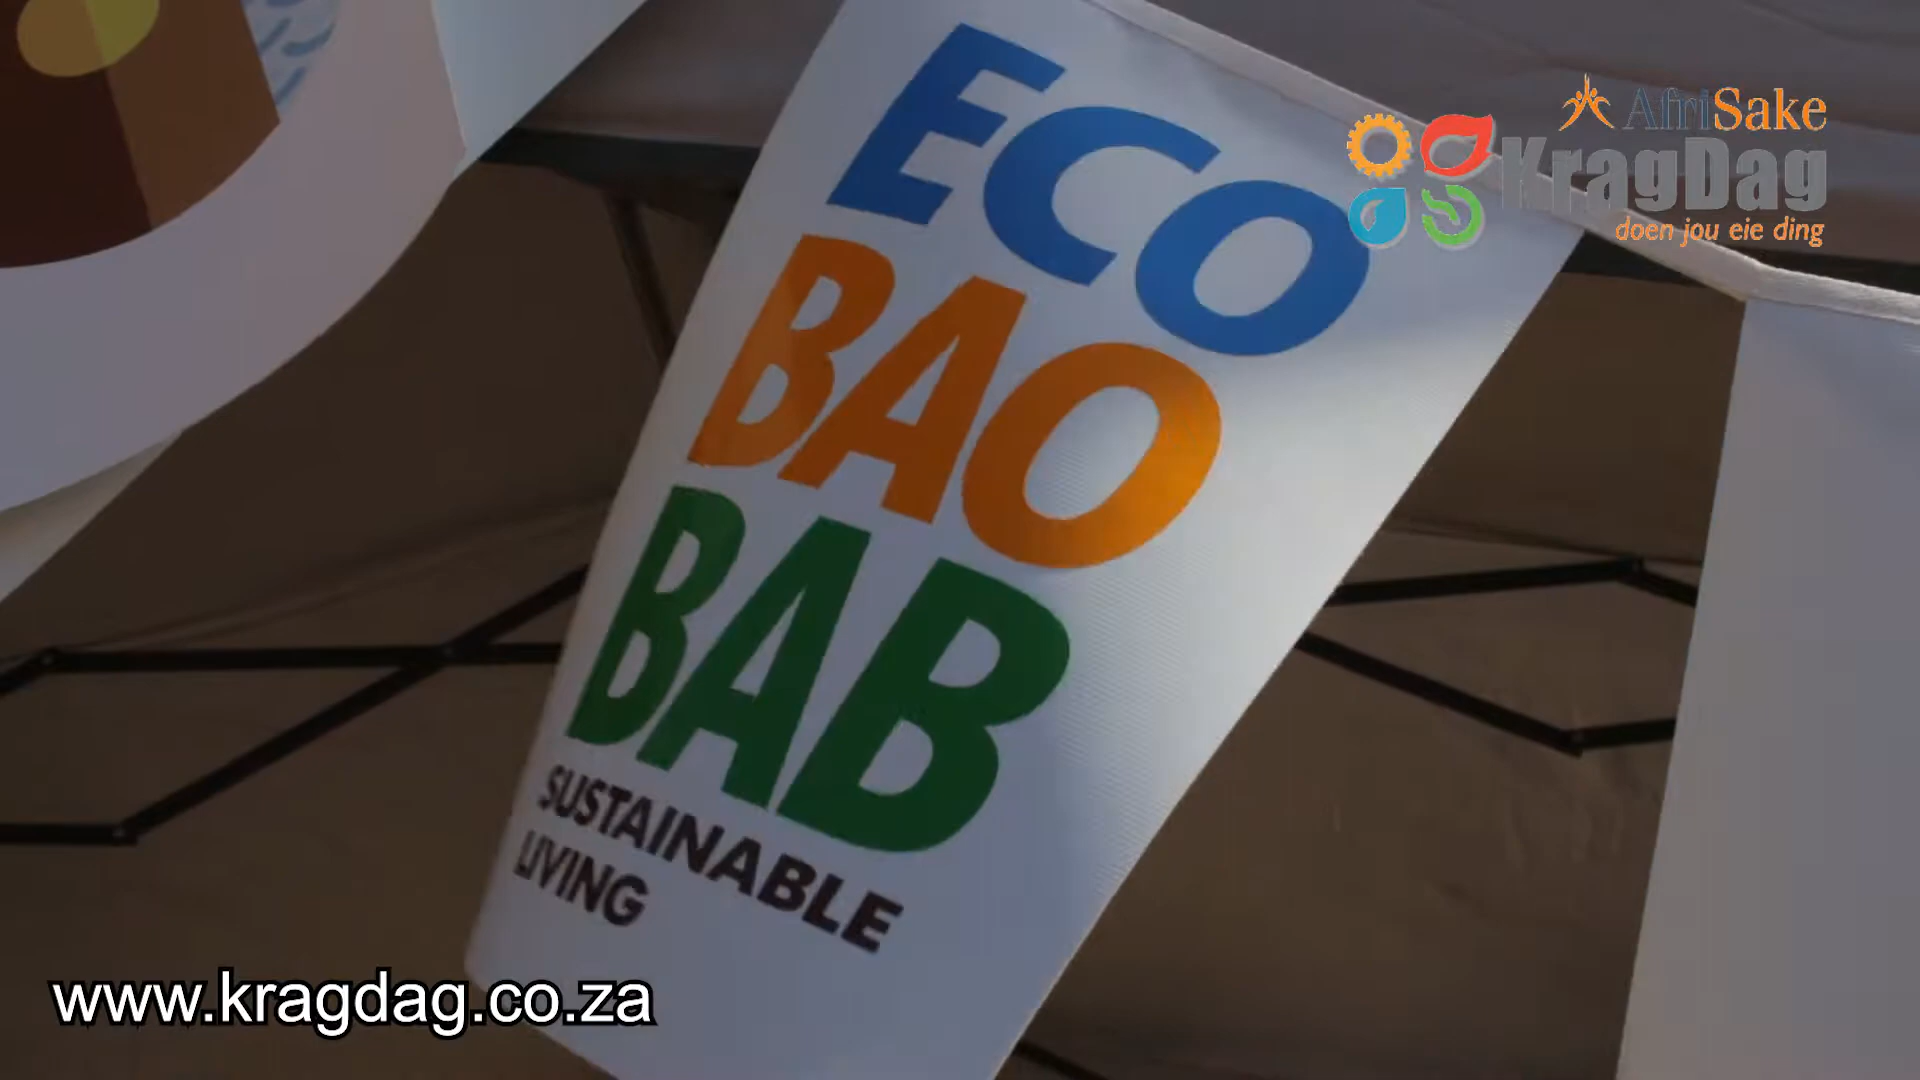 ECO
BAO
BAB
SUSTAINABLE
LIVING
AfriSake
KragDag
doen jou eie ding
www.kragdag.co.za